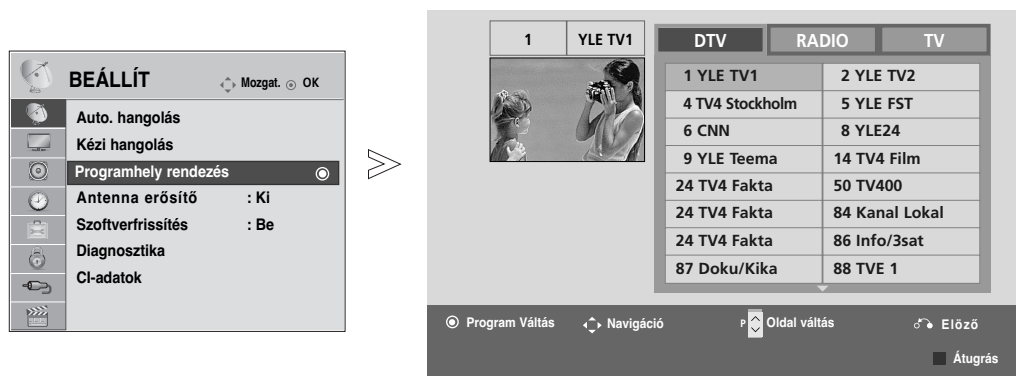 BEÁLLÍT
Mozgat. OK
Auto. hangolás
Kézi hangolás
Programhely rendezés
Antenna erősítő : Ki
Szoftverfrissítés : Be
Diagnosztika
CI-adatok
1 YLE TV1
DTV RADIO TV
1 YLE TV1 2 YLE TV2
4 TV4 Stockholm 5 YLE FST
6 CNN 8 YLE24
9 YLE Teema 14 TV4 Film
24 TV4 Fakta 50 TV400
24 TV4 Fakta 84 Kanal Lokal
24 TV4 Fakta 86 Info/3sat
87 Doku/Kika 88 TVE 1
Program Váltás Navigáció P Oldal váltás Elözö
Átugrás